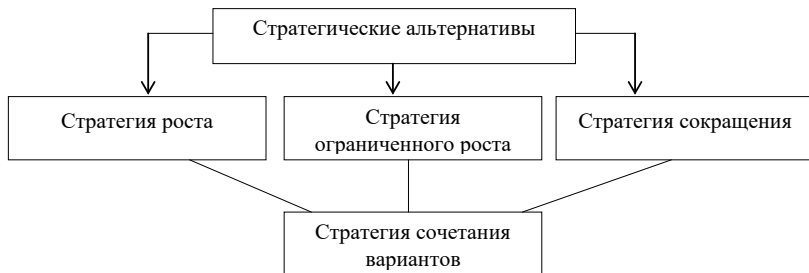 Стратегические альтернативы
Стратегия роста
Стратегия
ограниченного роста
Стратегия сокращения
Стратегия сочетания
вариантов